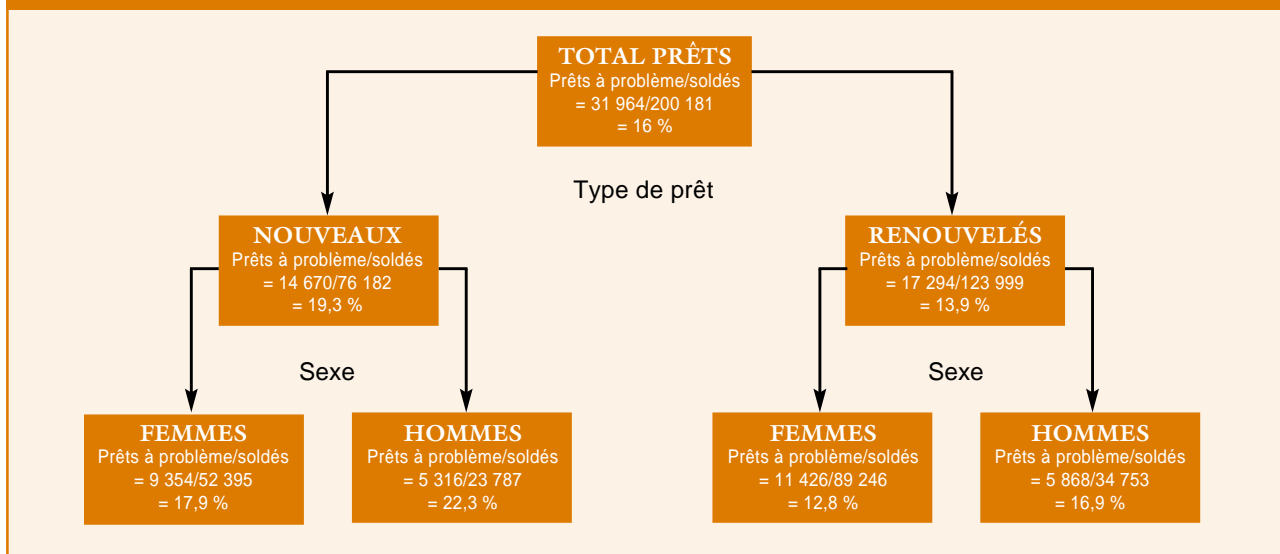 TOTAL PRÊTS
Prêts à problème/soldés
= 31 964/200 181
= 16 %
Type de prêt
NOUVEAUX
Prêts à problème/soldés
= 14 670/76 182
= 19,3 %
RENOUVELÉS
Prêts à problème/soldés
= 17 294/123 999
= 13,9 %
Sexe
Sexe
FEMMES
Prêts à problème/soldés
= 9 354/52 395
= 17,9 %
HOMMES
Prêts à problème/soldés
= 5 316/23 787
= 22,3 %
FEMMES
Prêts à problème/soldés
= 11 426/89 246
= 12,8 %
HOMMES
Prêts à problème/soldés
= 5 868/34 753
= 16,9 %